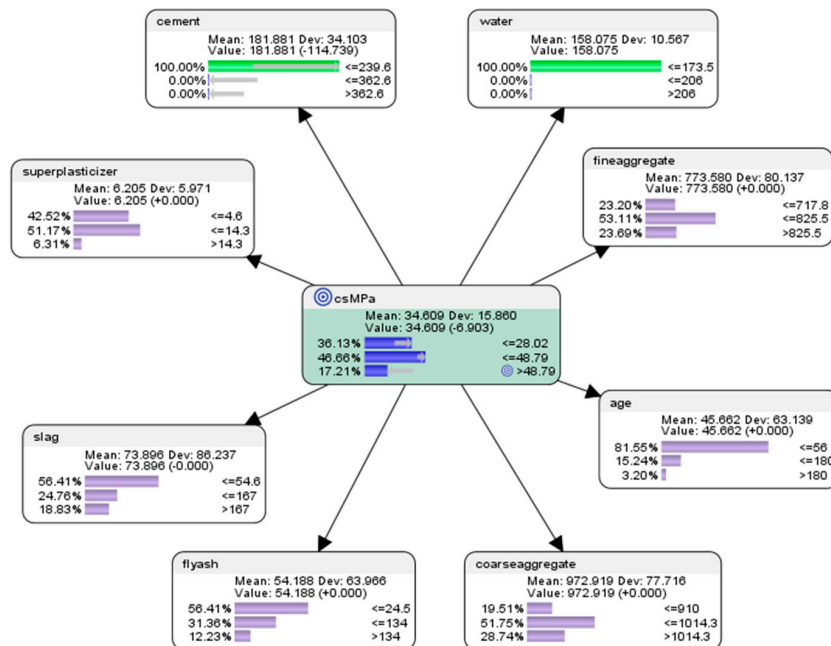 cement
Mean: 181.881 Dev: 34.103
Value: 181.881 (-114.739)
100.00% <=239.6
0.00% <=362.6
0.00% >362.6
water
Mean: 158.075 Dev: 10.567
Value: 158.075
100.00% <=173.5
0.00% <=206
0.00% >206
superplasticizer
Mean: 6.205 Dev: 5.971
Value: 6.205 (+0.000)
42.52% <=4.6
51.17% <=14.3
6.31% >14.3
fineaggregate
Mean: 773.580 Dev: 80.137
Value: 773.580 (+0.000)
23.20% <=717.8
53.11% <=825.5
23.69% >825.5
csMPa
Mean: 34.609 Dev: 15.860
Value: 34.609 (-6.903)
36.13% <=28.02
46.66% <=48.79
17.21% >48.79
slag
Mean: 73.896 Dev: 86.237
Value: 73.896 (-0.000)
56.41% <=54.6
24.76% <=167
18.83% >167
age
Mean: 45.662 Dev: 63.139
Value: 45.662 (+0.000)
81.55% <=56
15.24% <=180
3.20% >180
flyash
Mean: 54.188 Dev: 63.966
Value: 54.188 (+0.000)
56.41% <=24.5
31.36% <=134
12.23% >134
coarseaggregate
Mean: 972.919 Dev: 77.716
Value: 972.919 (+0.000)
19.51% <=910
51.75% <=1014.3
28.74% >1014.3